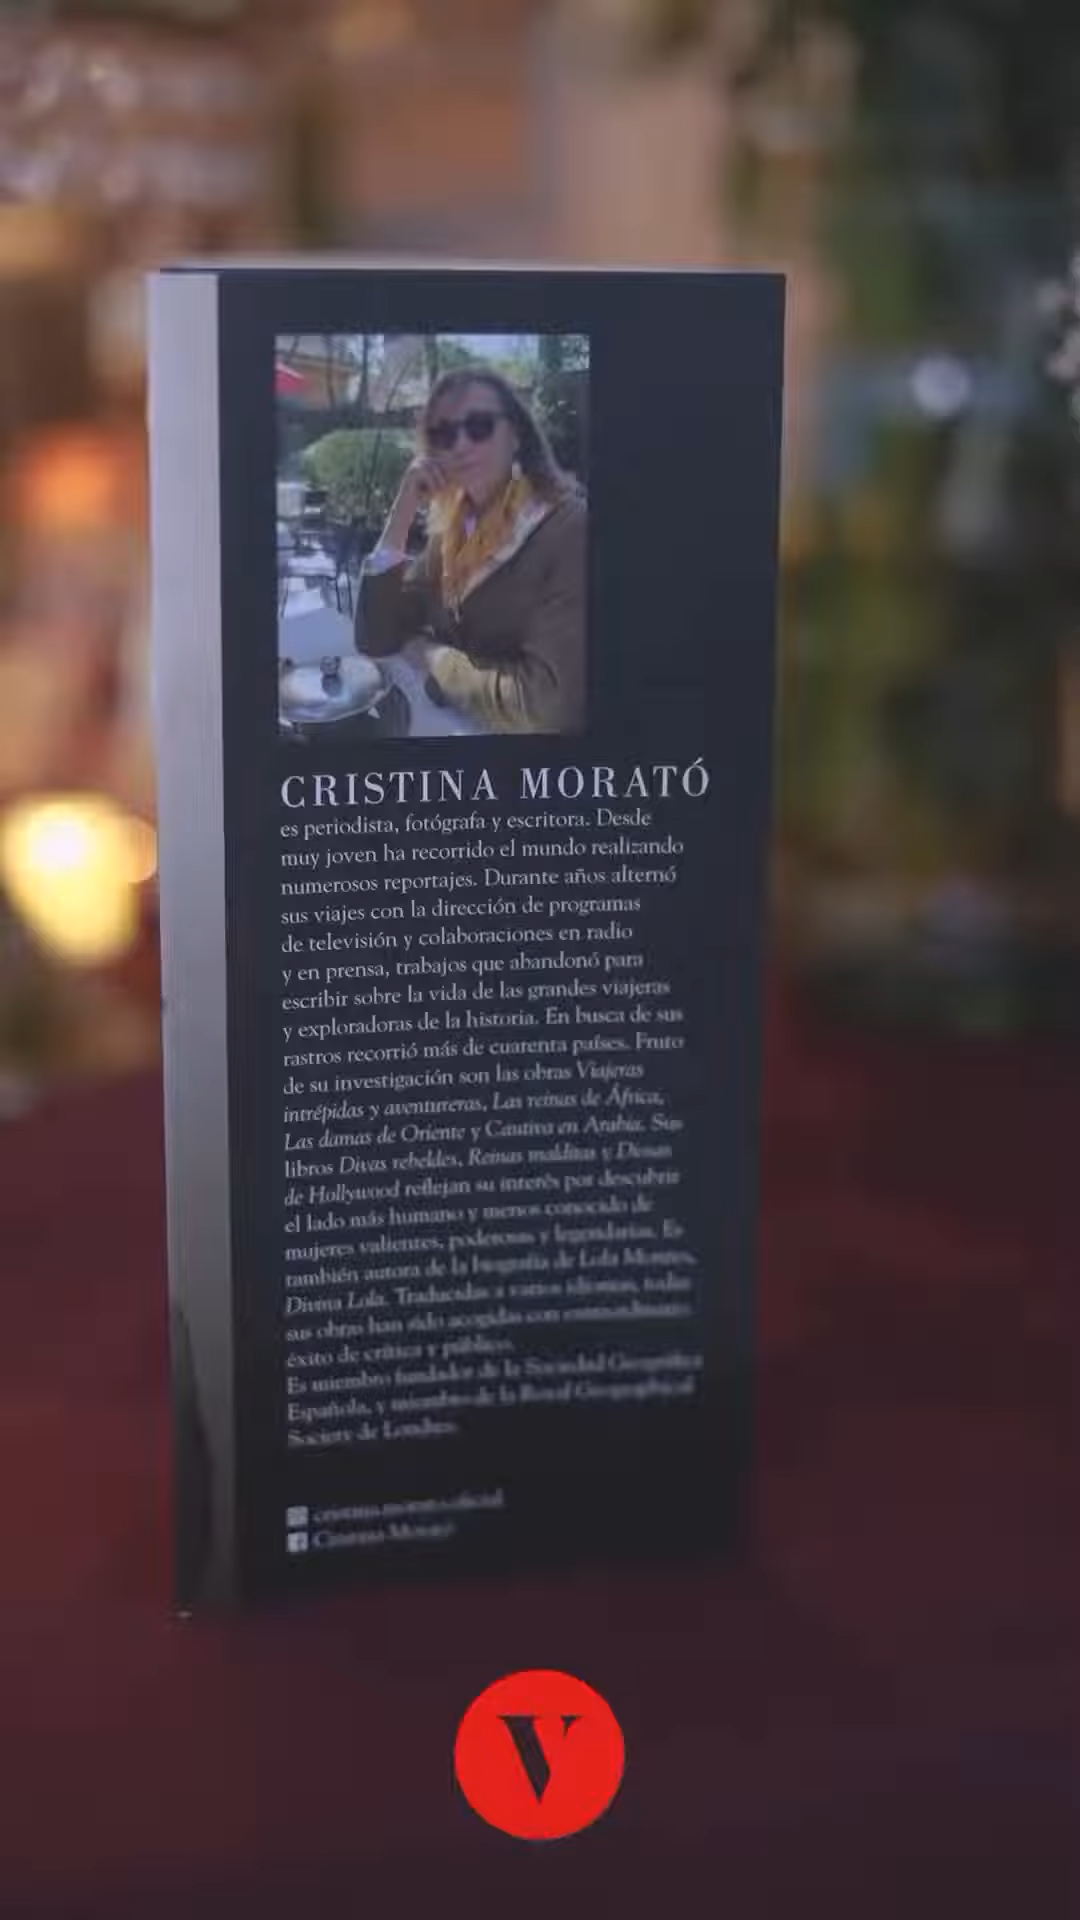 CRISTINA MORATÓ
es periodista, fotógrafa y escritora. Desde
muy joven ha recorrido el mundo realizando
numerosos reportajes. Durante años alternó
sus viajes con la dirección de programas
de televisión y colaboraciones en radio
y en prensa, trabajos que abandonó para
escribir sobre la vida de las grandes viajeras
y exploradoras de la historia. En busca de sus
rastros recorrió más de cuarenta países. Fruto
de su investigación son las obras Viajeras
intrépidas y aventureras, Las reinas de África,
Las damas de Oriente y Cautiva en Arabia. Sus
libros Divas rebeldes, Reinas malditas y Diosas
de Hollywood reflejan su interés por descubrir
el lado más humano y menos conocido de
mujeres valientes, poderosas y legendarias. Es
también autora de la biografía de Lola Montes,
Divina Lola. Traducidas a varios idiomas, todas
sus obras han sido acogidas con
éxito de crítica y público.
Es miembro fundador de la Sociedad Geográfica
Española, y miembro de la Royal Geographical
Society de Londres.
cristina.morato.oficial
Cristina Morató
V